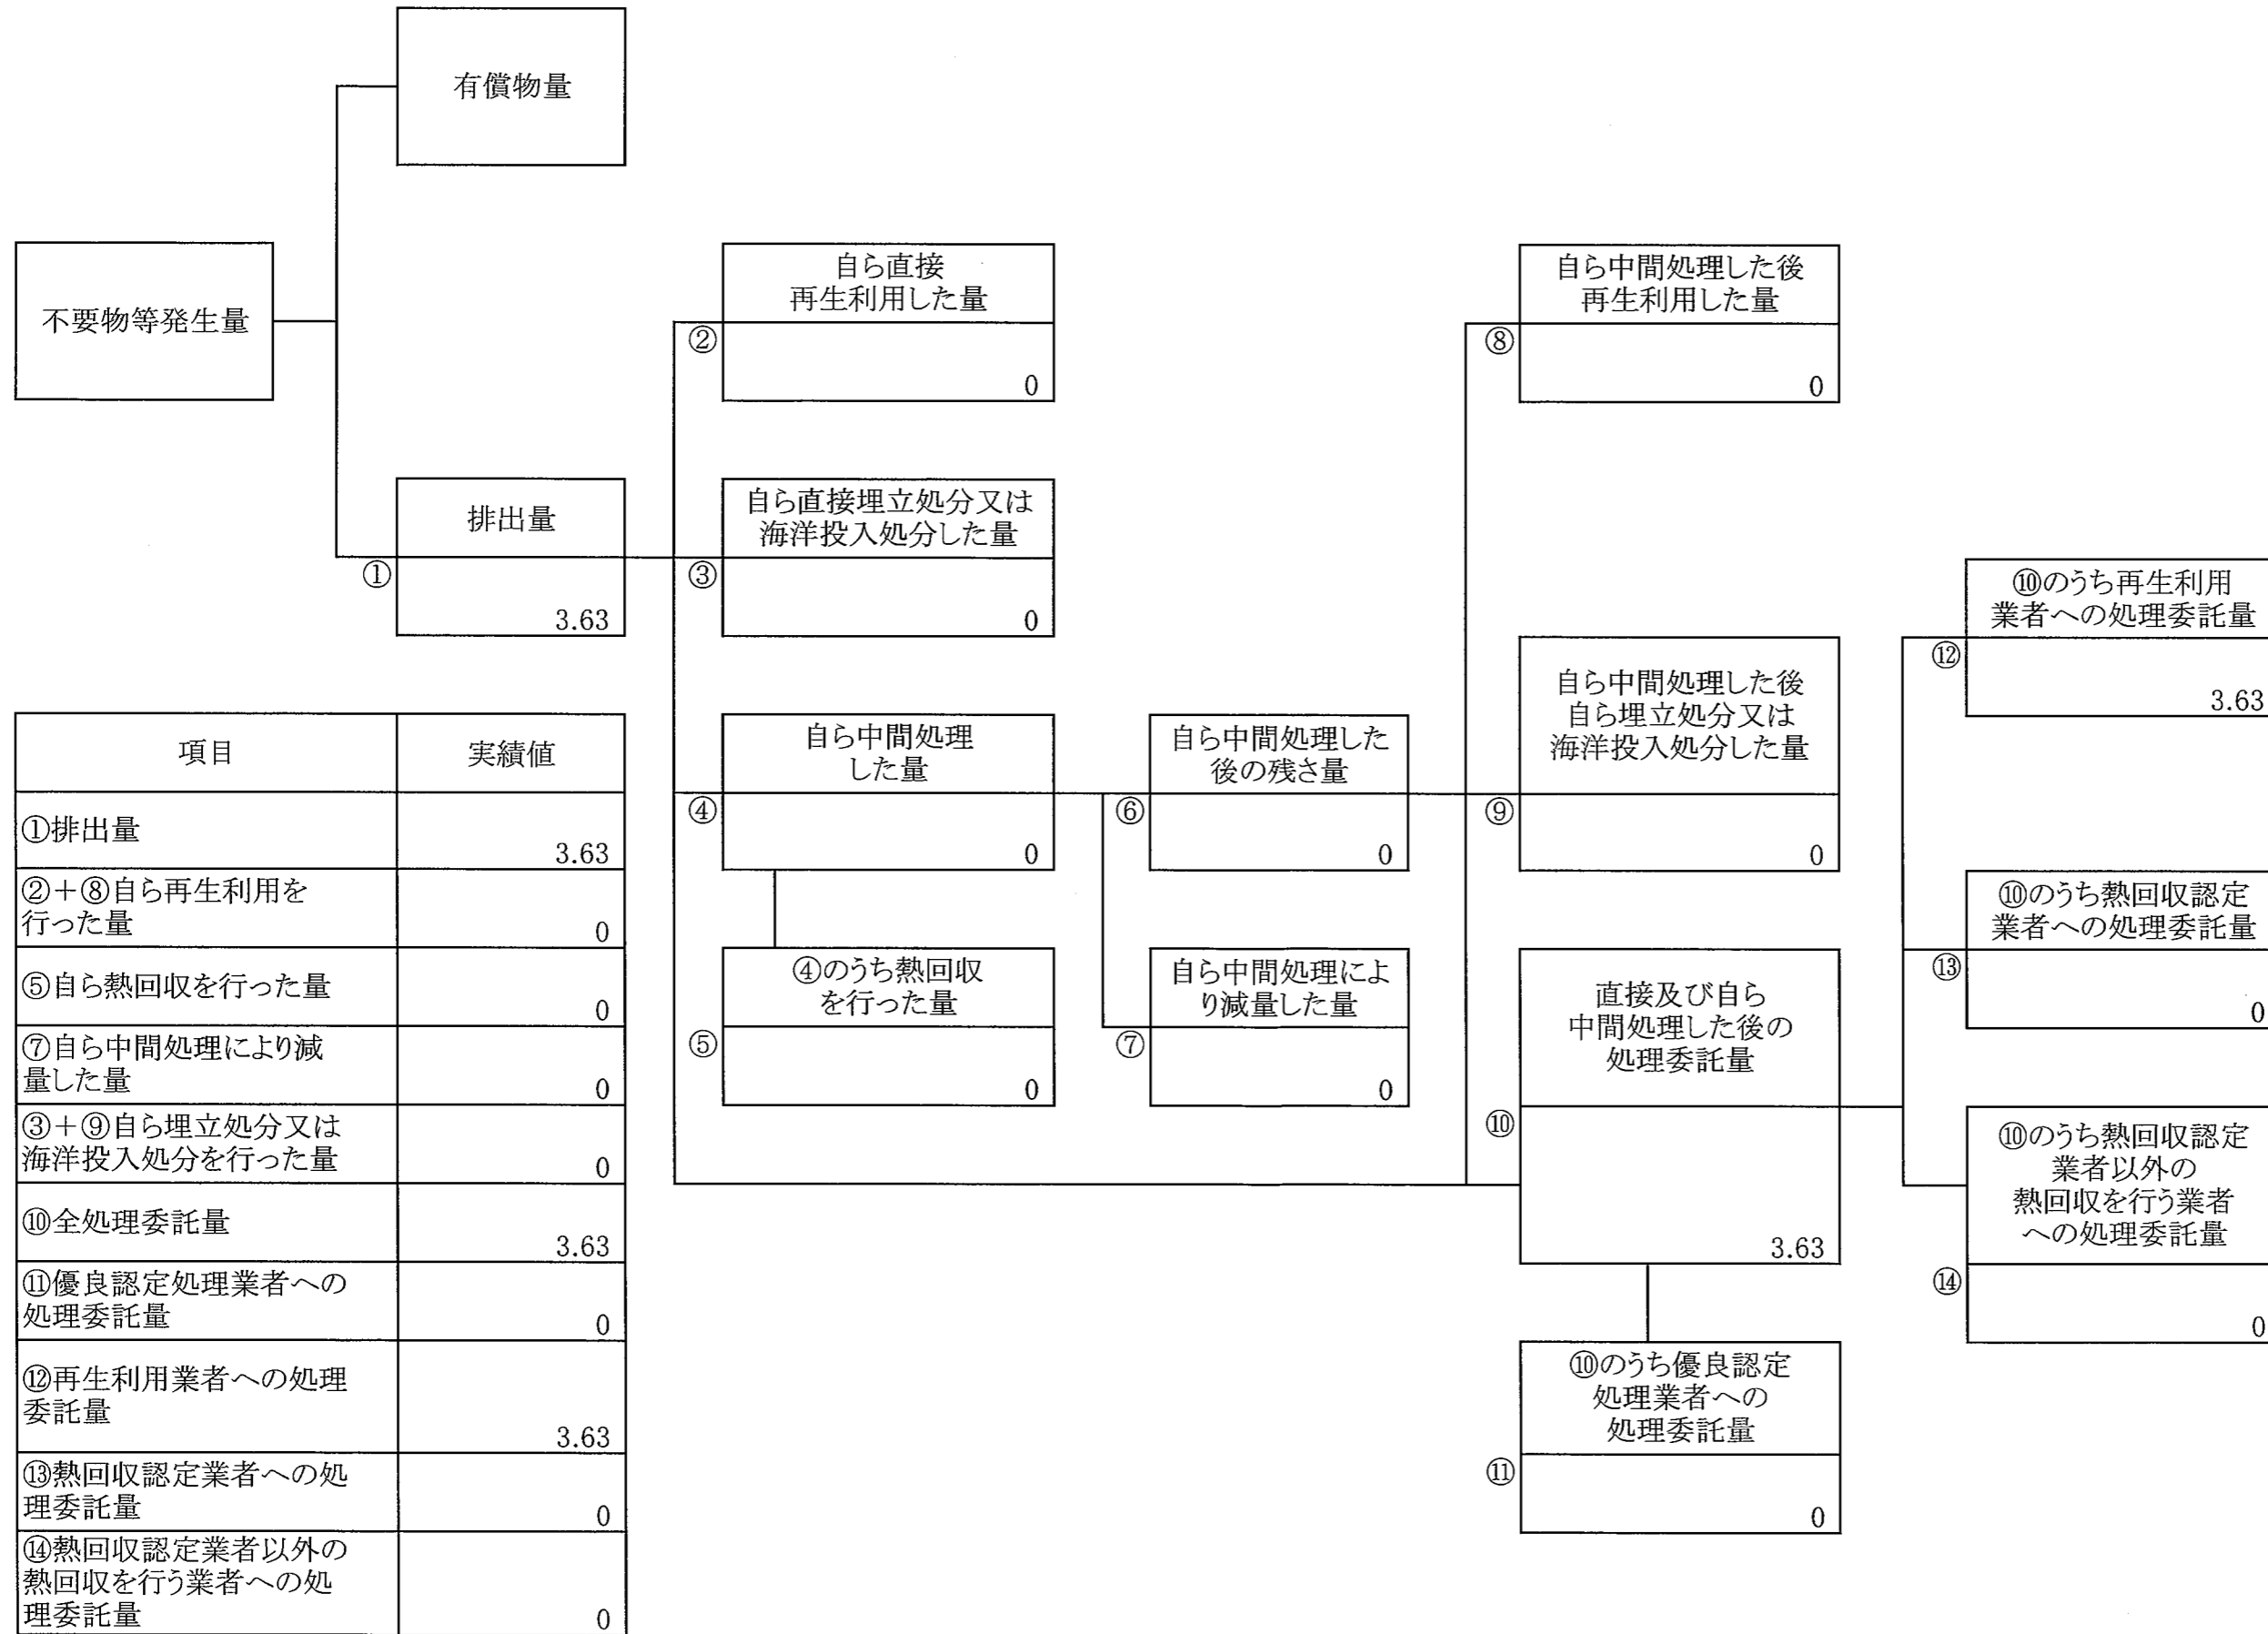 有償物量
不要物等発生量
自ら直接
再生利用した量
②
0
自ら中間処理した後
再生利用した量
⑧
0
排出量
①
3.63
自ら直接埋立処分又は
海洋投入処分した量
③
0
⑩のうち再生利用
業者への処理委託量
⑫
3.63
自ら中間処理
した量
④
0
自ら中間処理した
後の残さ量
⑥
0
自ら中間処理した後
自ら埋立処分又は
海洋投入処分した量
⑨
0
⑩のうち熱回収認定
業者への処理委託量
⑬
0
④のうち熱回収
を行った量
⑤
0
自ら中間処理によ
り減量した量
⑦
0
直接及び自ら
中間処理した後の
処理委託量
⑩
3.63
⑩のうち熱回収認定
業者以外の
熱回収を行う業者
への処理委託量
⑭
0
⑩のうち優良認定
処理業者への
処理委託量
⑪
0
項目 実績値
①排出量
3.63
②+⑧自ら再生利用を
行った量
0
⑤自ら熱回収を行った量
0
⑦自ら中間処理により減
量した量
0
③+⑨自ら埋立処分又は
海洋投入処分を行った量
0
⑩全処理委託量
3.63
⑪優良認定処理業者への
処理委託量
0
⑫再生利用業者への処理
委託量
3.63
⑬熱回収認定業者への処
理委託量
0
⑭熱回収認定業者以外の
熱回収を行う業者への処
理委託量
0